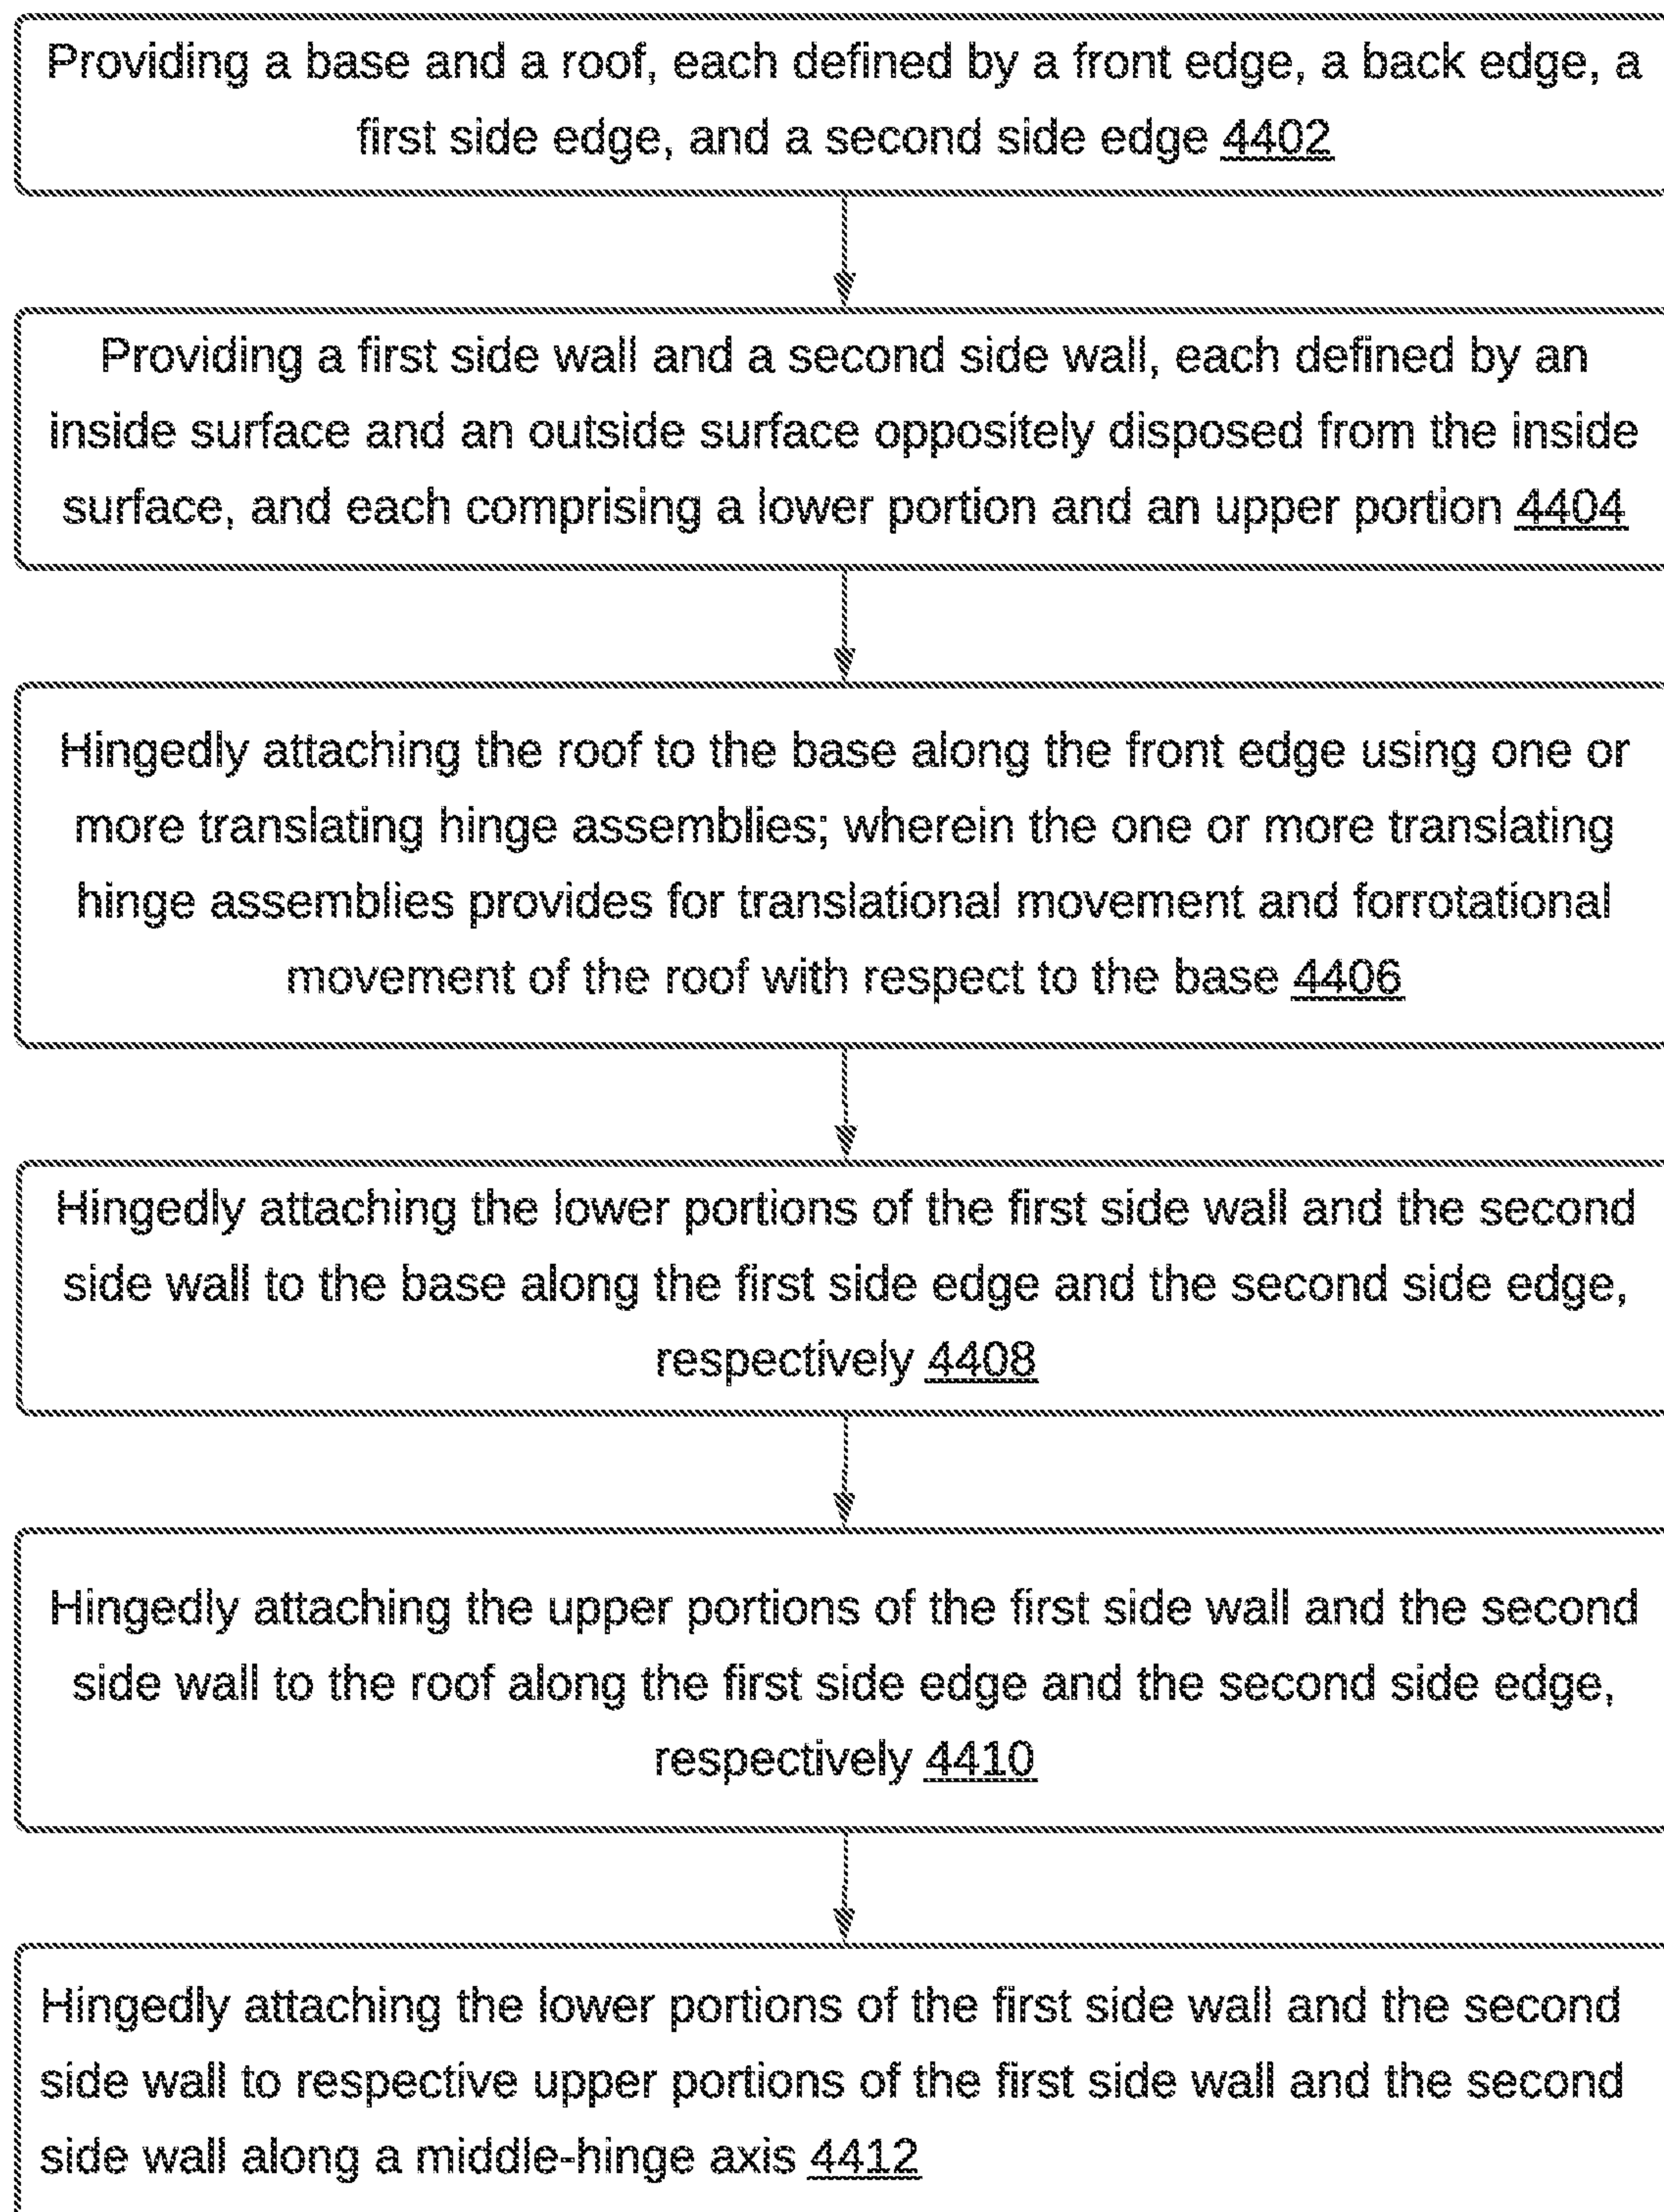 Providing a base and a roof, each defined by a front edge, a back edge, a
first side edge, and a second side edge 4402
Providing a first side wall and a second side wall, each defined by an
inside surface and an outside surface oppositely disposed from the inside
surface, and each comprising a lower portion and an upper portion 4404
Hingedly attaching the roof to the base along the front edge using one or
more translating hinge assemblies; wherein the one or more translating
hinge assemblies provides for translational movement and forrotational
movement of the roof with respect to the base 4406
Hingedly attaching the lower portions of the first side wall and the second
side wall to the base along the first side edge and the second side edge,
respectively 4408
Hingedly attaching the upper portions of the first side wall and the second
side wall to the roof along the first side edge and the second side edge,
respectively 4410
Hingedly attaching the lower portions of the first side wall and the second
side wall to respective upper portions of the first side wall and the second
side wall along a middle-hinge axis 4412